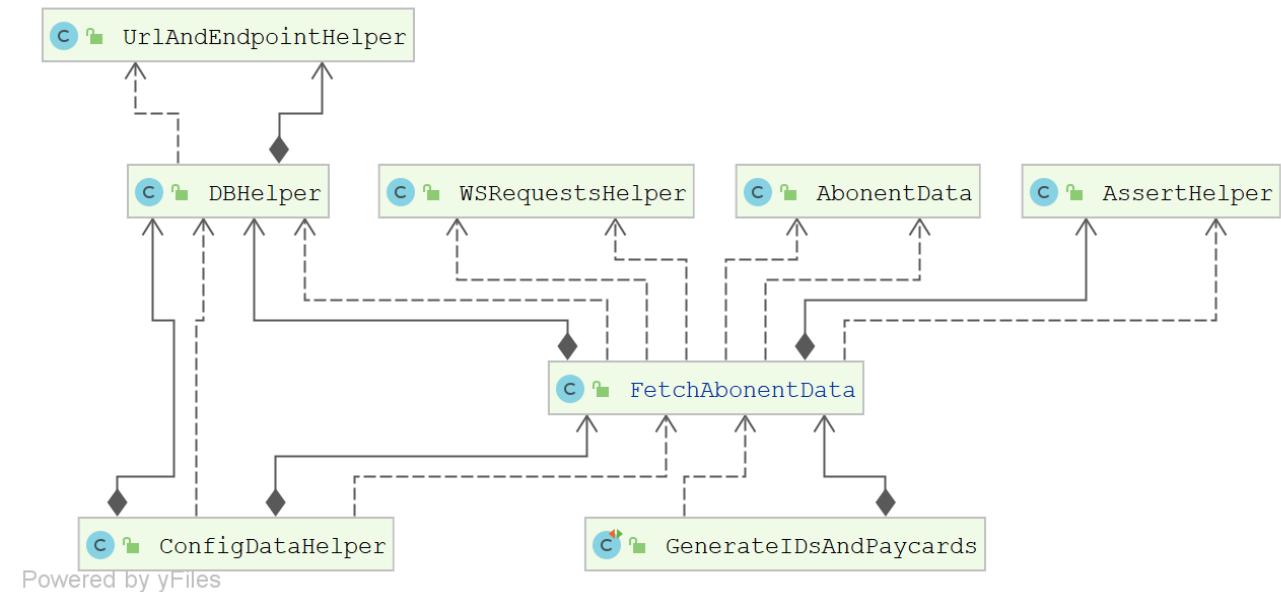 C UrlAndEndpointHelper
C DBHelper
C WSRequestsHelper
C AbonentData
C AssertHelper
C FetchAbonentData
C ConfigDataHelper
C GenerateIDsAndPaycards
Powered by yFiles